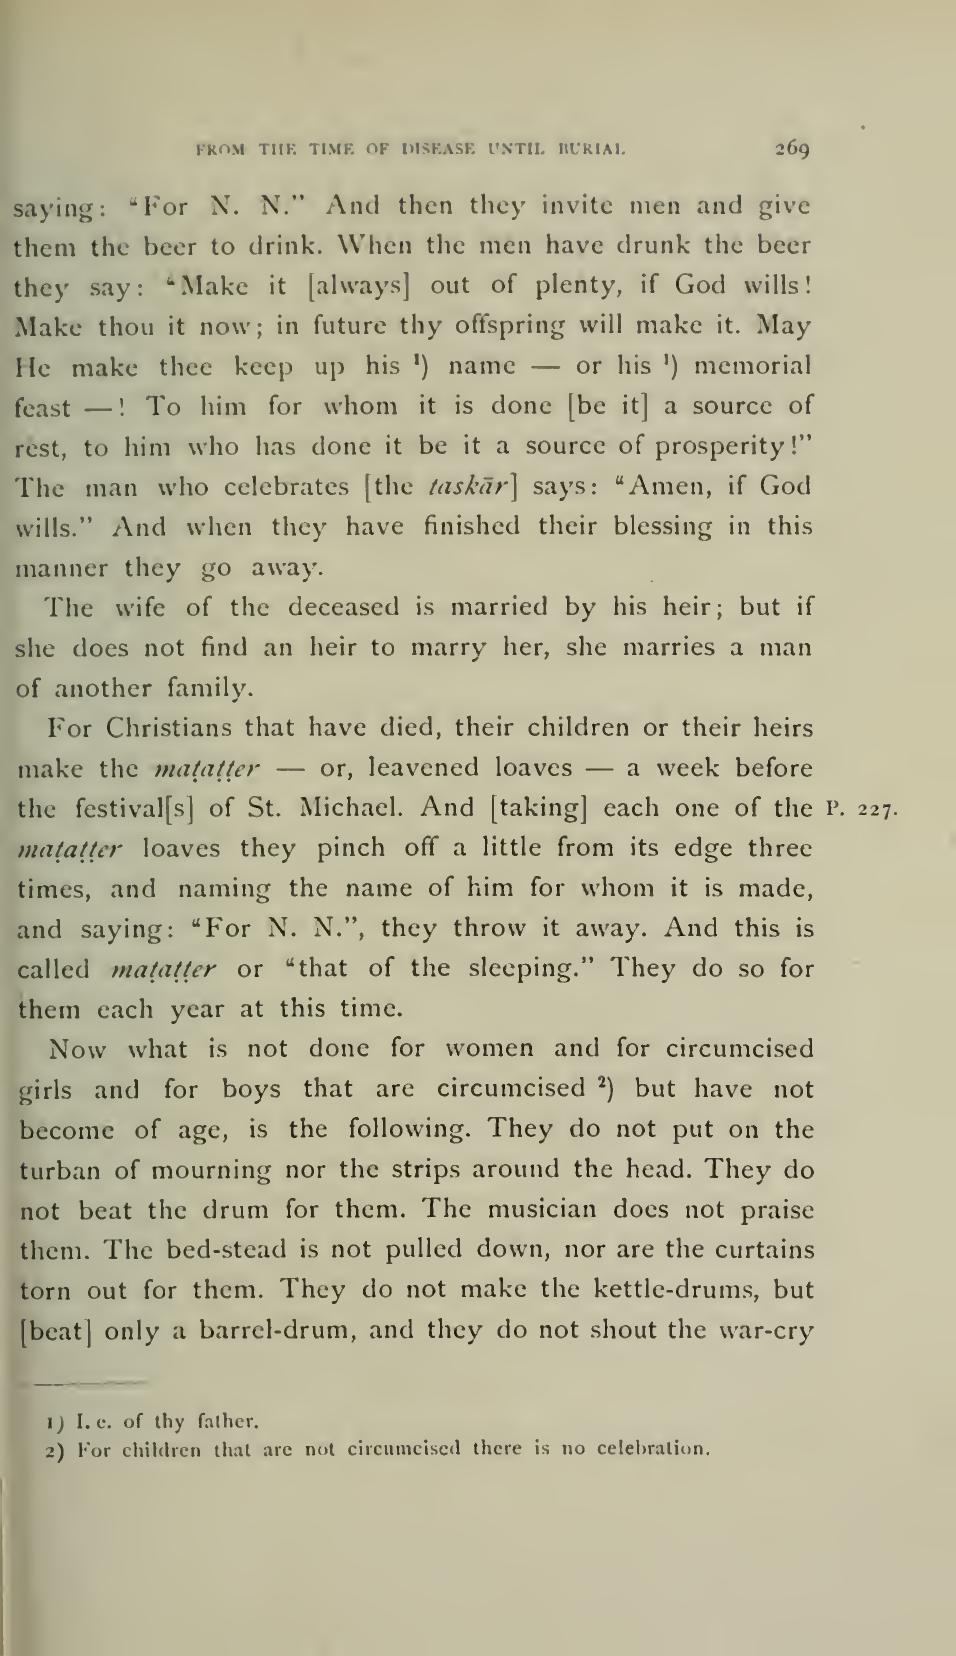 FROM THE TIME OF DISEASE UNTIL BURIAL 269
saying: “For N. N.” And then they invite men and give
them the beer to drink. When the men have drunk the beer
they say: “Make it [always] out of plenty, if God wills!
Make thou it now; in future thy offspring will make it. May
He make thee keep up his ¹) name — or his ¹) memorial
feast —! To him for whom it is done [be it] a source of
rest, to him who has done it be it a source of prosperity!”
The man who celebrates [the taskār] says: “Amen, if God
wills.” And when they have finished their blessing in this
manner they go away.
The wife of the deceased is married by his heir; but if
she does not find an heir to marry her, she marries a man
of another family.
For Christians that have died, their children or their heirs
make the maṭaṭṭer — or, leavened loaves — a week before
the festival[s] of St. Michael. And [taking] each one of the P. 227.
maṭaṭṭer loaves they pinch off a little from its edge three
times, and naming the name of him for whom it is made,
and saying: “For N. N.”, they throw it away. And this is
called maṭaṭṭer or “that of the sleeping.” They do so for
them each year at this time.
Now what is not done for women and for circumcised
girls and for boys that are circumcised ²) but have not
become of age, is the following. They do not put on the
turban of mourning nor the strips around the head. They do
not beat the drum for them. The musician does not praise
them. The bed-stead is not pulled down, nor are the curtains
torn out for them. They do not make the kettle-drums, but
[beat] only a barrel-drum, and they do not shout the war-cry
1) I. e. of thy father.
2) For children that are not circumcised there is no celebration.